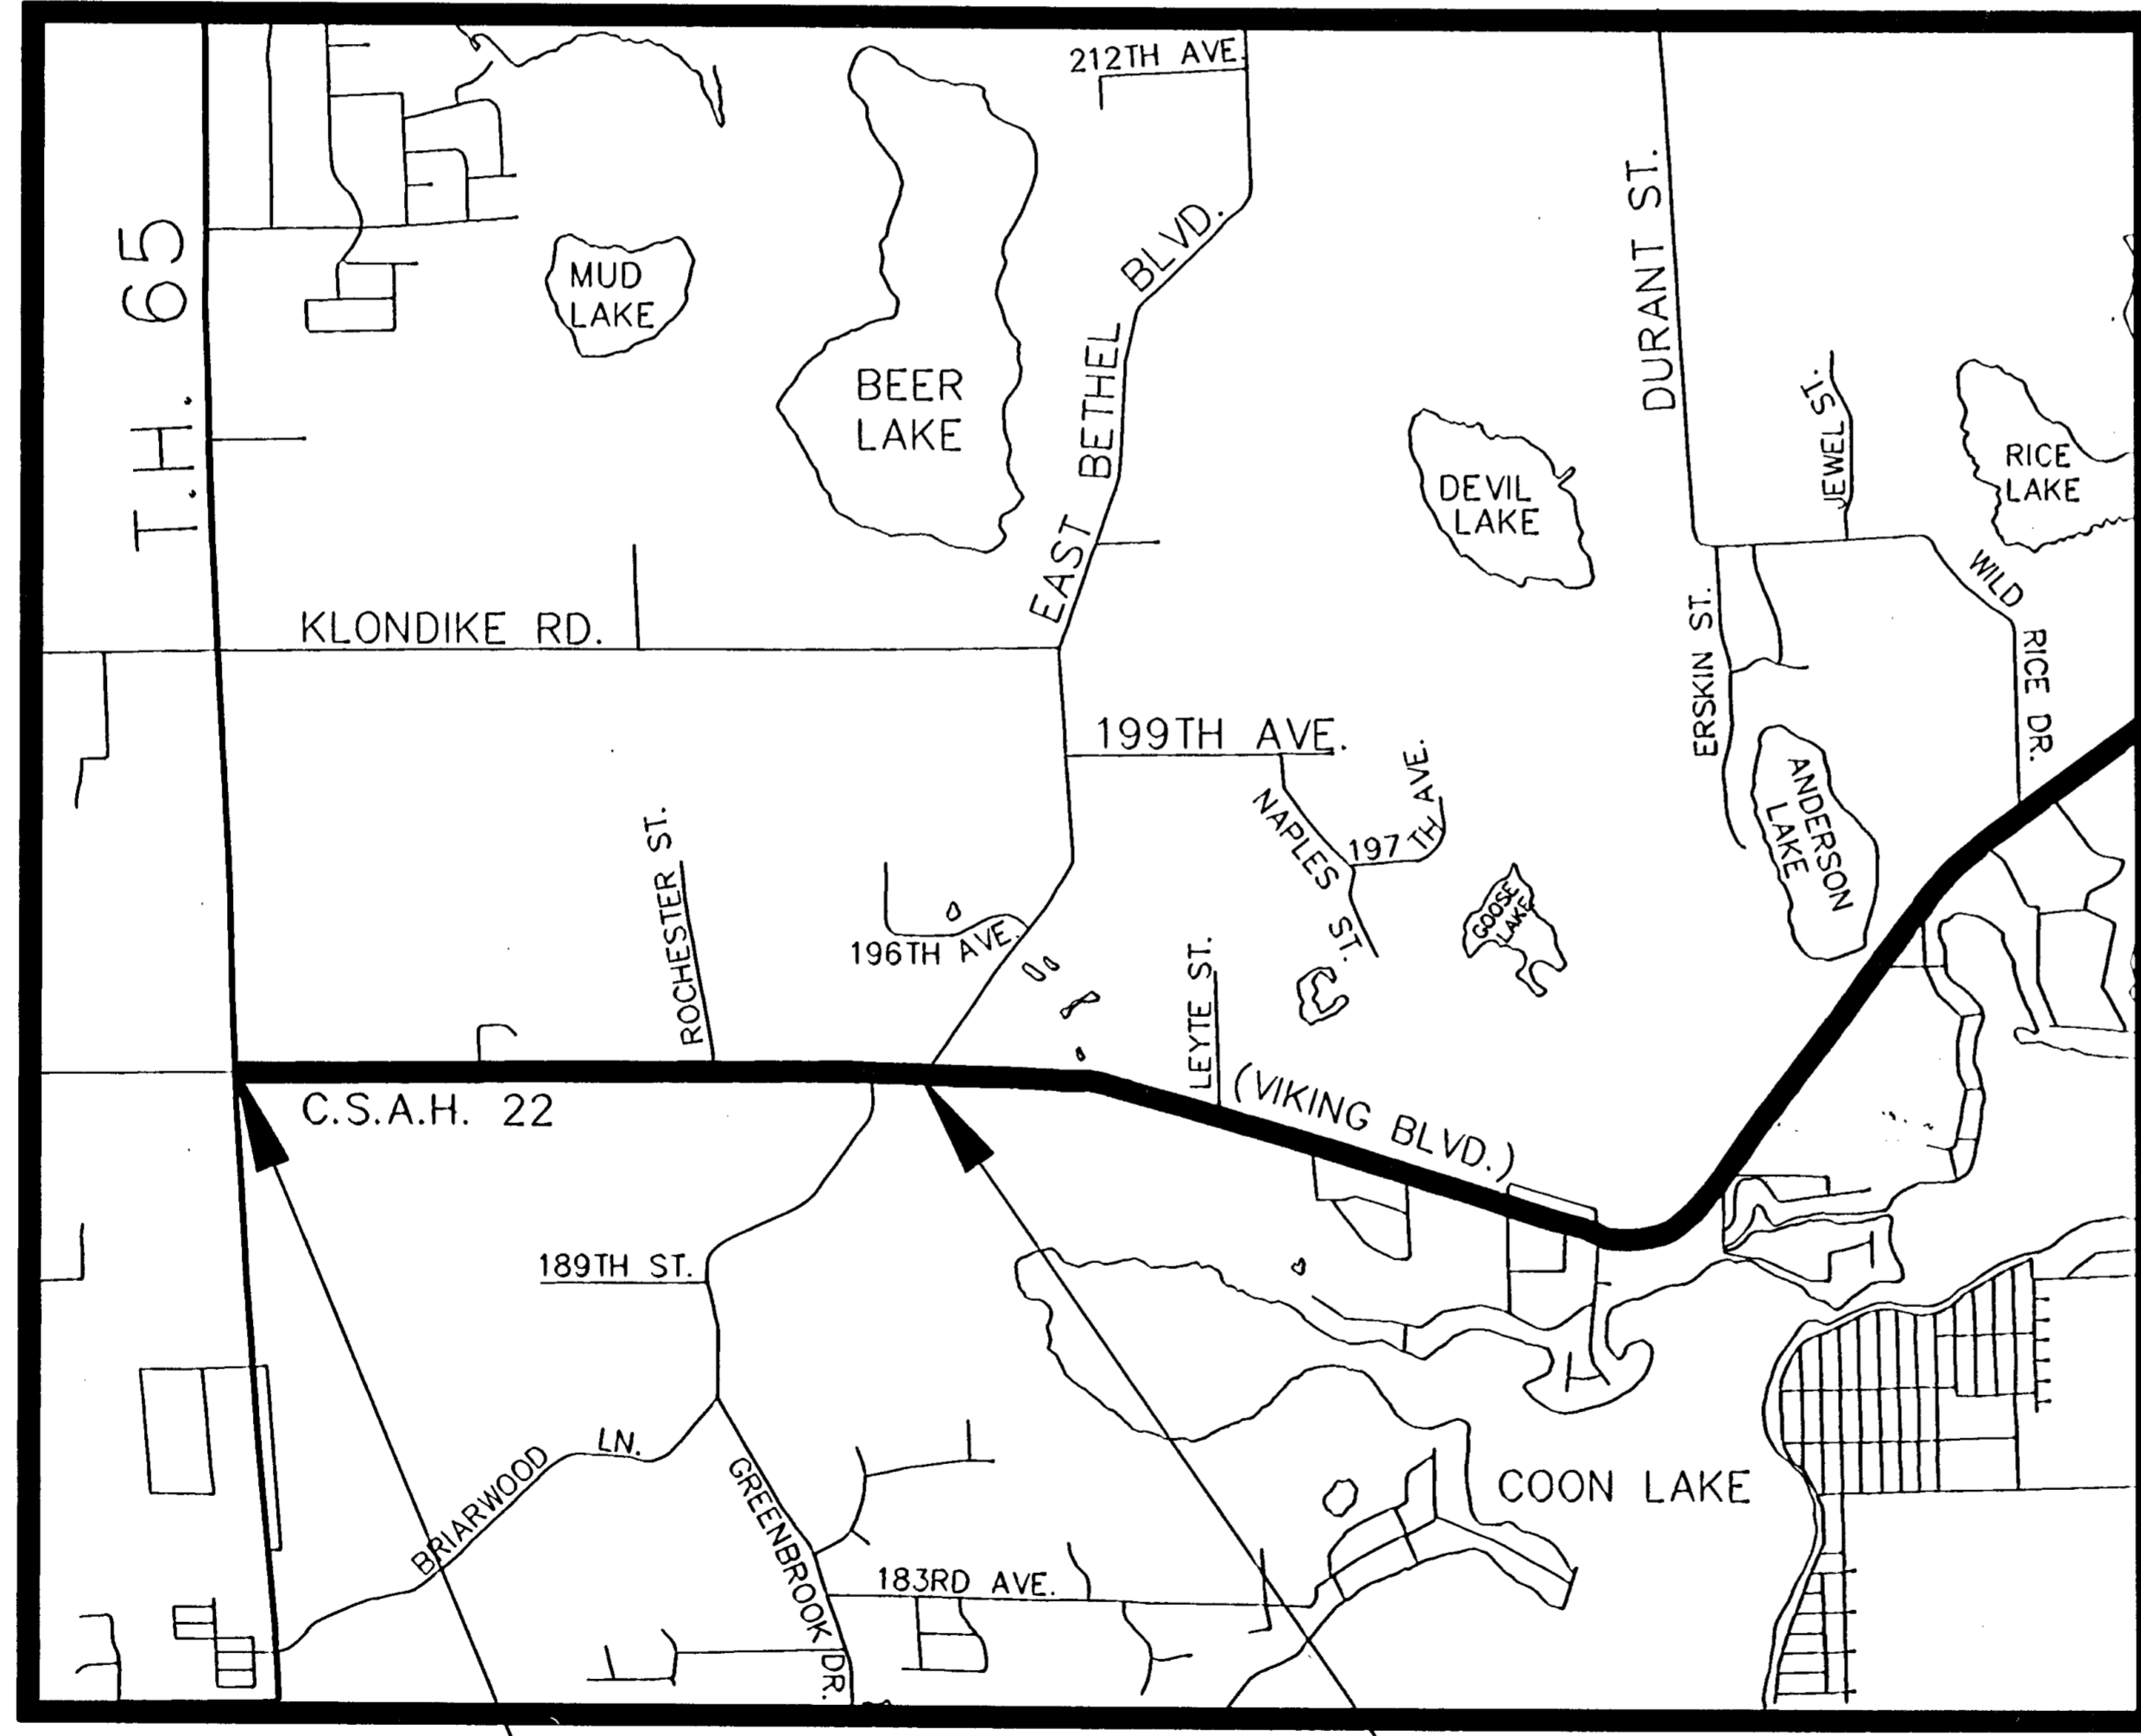 212TH AVE.
T.H. 65
MUD
LAKE
BEER
LAKE
EAST BETHEL BLVD.
DURANT ST.
DEVIL
LAKE
JEWEL ST.
RICE
LAKE
WILD RICE DR.
KLONDIKE RD.
ERSKIN ST.
199TH AVE.
NAPLES ST.
197TH AVE.
ANDERSON
LAKE
ROCHESTER ST.
196TH AVE.
GOOSE
LAKE
LEYTE ST.
C.S.A.H. 22
(VIKING BLVD.)
189TH ST.
BRIARWOOD LN.
GREENBROOK DR.
COON LAKE
183RD AVE.